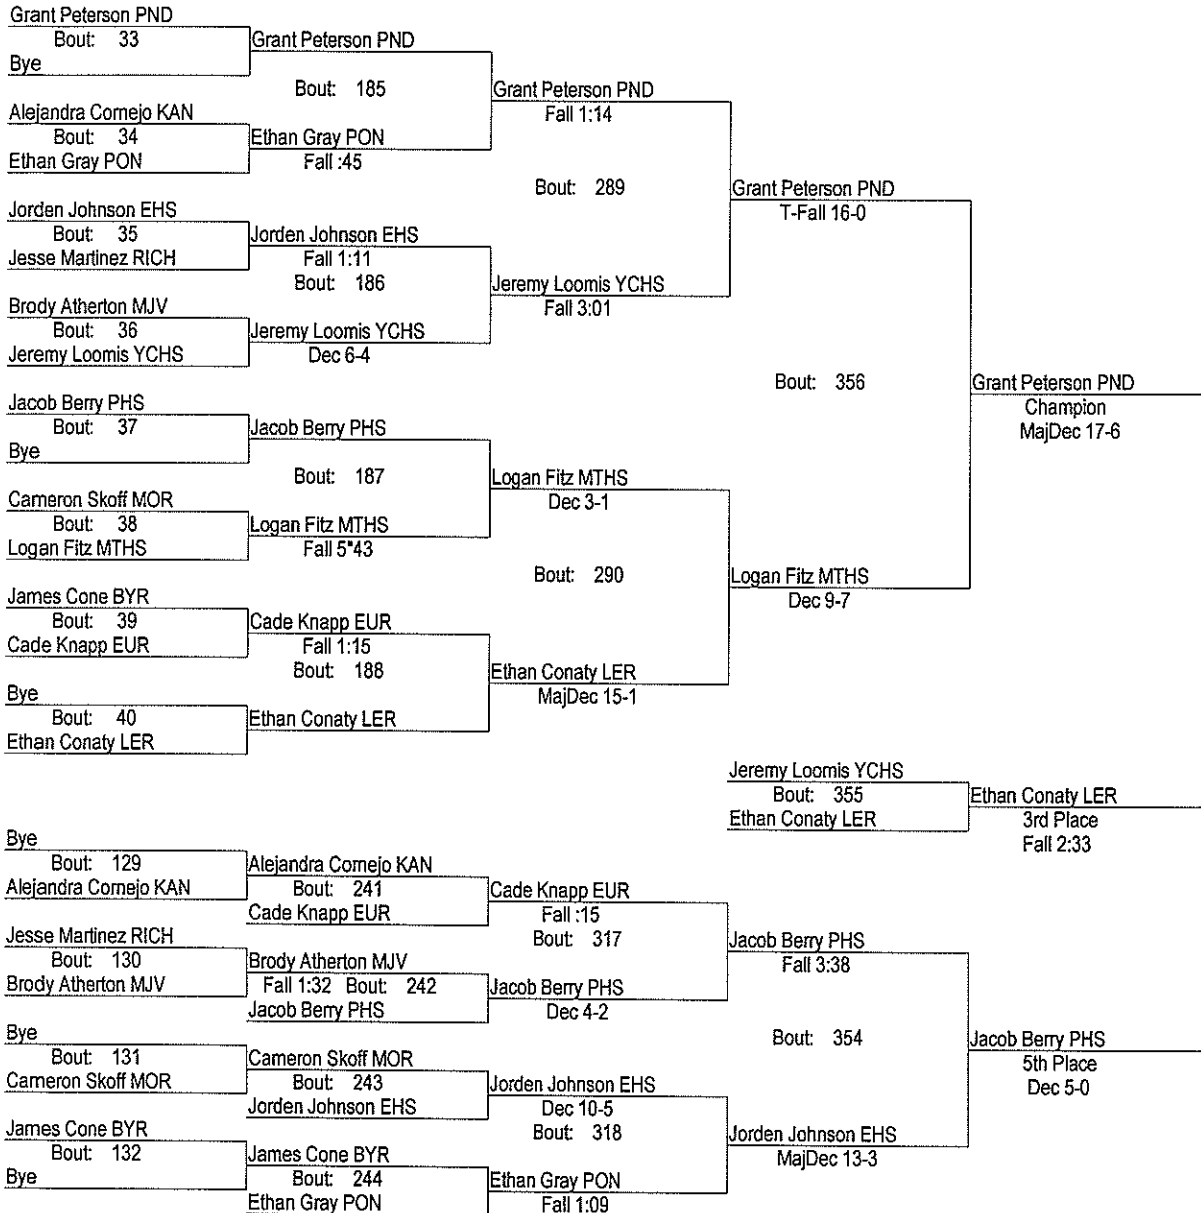 Grant Peterson PND
Bout: 33
Bye
Grant Peterson PND
Bout: 185
Alejandra Cornejo KAN
Bout: 34
Ethan Gray PON
Ethan Gray PON
Fall :45
Grant Peterson PND
Fall 1:14
Bout: 289
Jorden Johnson EHS
Bout: 35
Jesse Martinez RICH
Jorden Johnson EHS
Fall 1:11
Bout: 186
Brody Atherton MJV
Bout: 36
Jeremy Loomis YCHS
Jeremy Loomis YCHS
Dec 6-4
Jeremy Loomis YCHS
Fall 3:01
Grant Peterson PND
T-Fall 16-0
Bout: 356
Jacob Berry PHS
Bout: 37
Bye
Jacob Berry PHS
Bout: 187
Cameron Skoff MOR
Bout: 38
Logan Fitz MTHS
Logan Fitz MTHS
Fall 5"43
Logan Fitz MTHS
Dec 3-1
Bout: 290
James Cone BYR
Bout: 39
Cade Knapp EUR
Cade Knapp EUR
Fall 1:15
Bout: 188
Bye
Bout: 40
Ethan Conaty LER
Ethan Conaty LER
Ethan Conaty LER
MajDec 15-1
Logan Fitz MTHS
Dec 9-7
Grant Peterson PND
Champion
MajDec 17-6
Jeremy Loomis YCHS
Bout: 355
Ethan Conaty LER
Ethan Conaty LER
3rd Place
Fall 2:33
Bye
Bout: 129
Alejandra Cornejo KAN
Alejandra Cornejo KAN
Bout: 241
Cade Knapp EUR
Cade Knapp EUR
Fall :15
Bout: 317
Jesse Martinez RICH
Bout: 130
Brody Atherton MJV
Brody Atherton MJV
Fall 1:32 Bout: 242
Jacob Berry PHS
Jacob Berry PHS
Dec 4-2
Jacob Berry PHS
Fall 3:38
Bout: 354
Bye
Bout: 131
Cameron Skoff MOR
Cameron Skoff MOR
Bout: 243
Jorden Johnson EHS
Jorden Johnson EHS
Dec 10-5
Bout: 318
James Cone BYR
Bout: 132
Bye
James Cone BYR
Bout: 244
Ethan Gray PON
Ethan Gray PON
Fall 1:09
Jorden Johnson EHS
MajDec 13-3
Jacob Berry PHS
5th Place
Dec 5-0